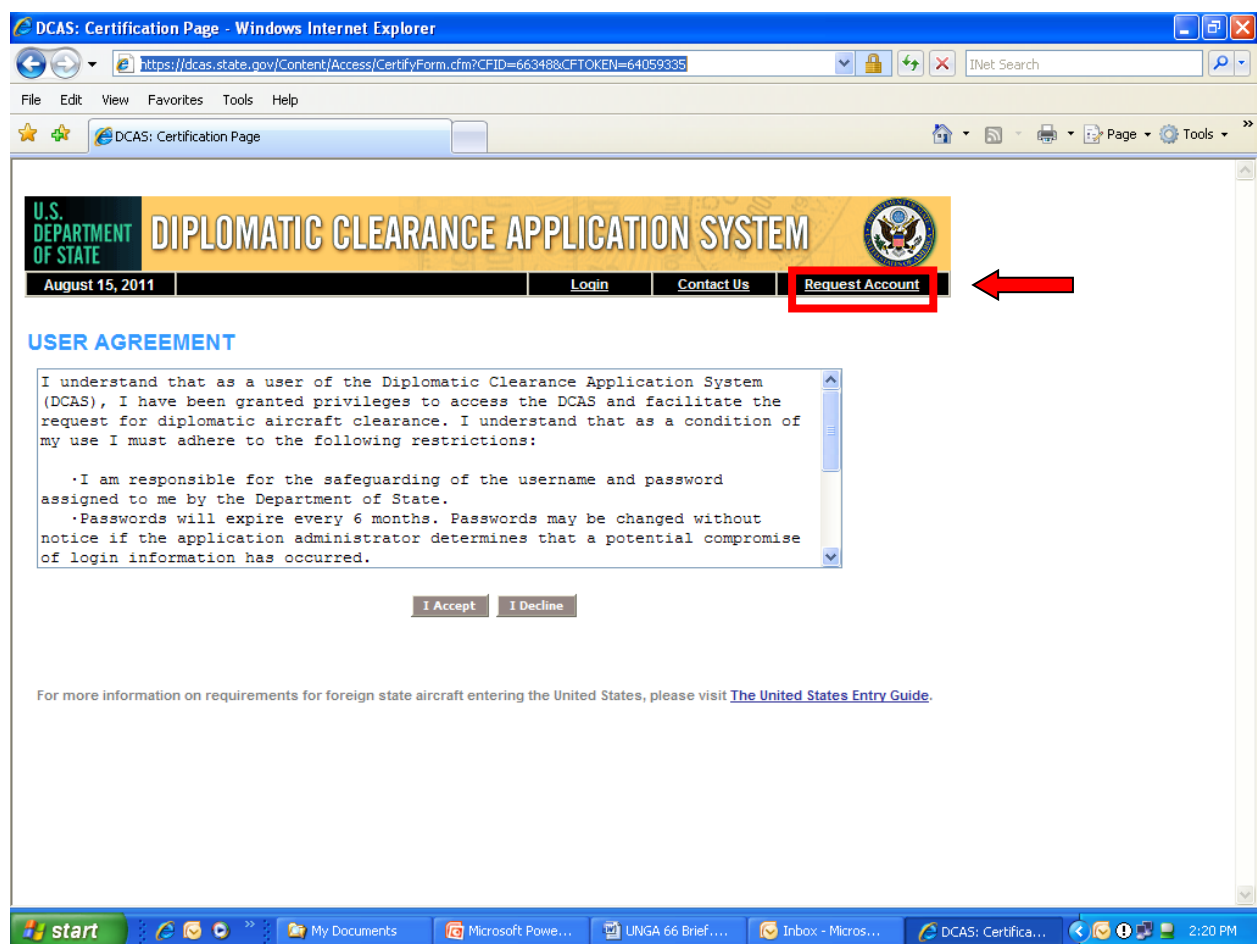 DCAS: Certification Page - Windows Internet Explorer
https://dcas.state.gov/Content/Access/CertifyForm.cfm?CFID=66348&CFTOKEN=64059335
INet Search
File Edit View Favorites Tools Help
DCAS: Certification Page
Page Tools
U.S.
DEPARTMENT
OF STATE
DIPLOMATIC CLEARANCE APPLICATION SYSTEM
August 15, 2011 Login Contact Us Request Account
USER AGREEMENT
I understand that as a user of the Diplomatic Clearance Application System
(DCAS), I have been granted privileges to access the DCAS and facilitate the
request for diplomatic aircraft clearance. I understand that as a condition of
my use I must adhere to the following restrictions:
·I am responsible for the safeguarding of the username and password
assigned to me by the Department of State.
·Passwords will expire every 6 months. Passwords may be changed without
notice if the application administrator determines that a potential compromise
of login information has occurred.
I Accept I Decline
For more information on requirements for foreign state aircraft entering the United States, please visit The United States Entry Guide.
start My Documents Microsoft Powe... UNGA 66 Brief.... Inbox - Micros... DCAS: Certifica... 2:20 PM